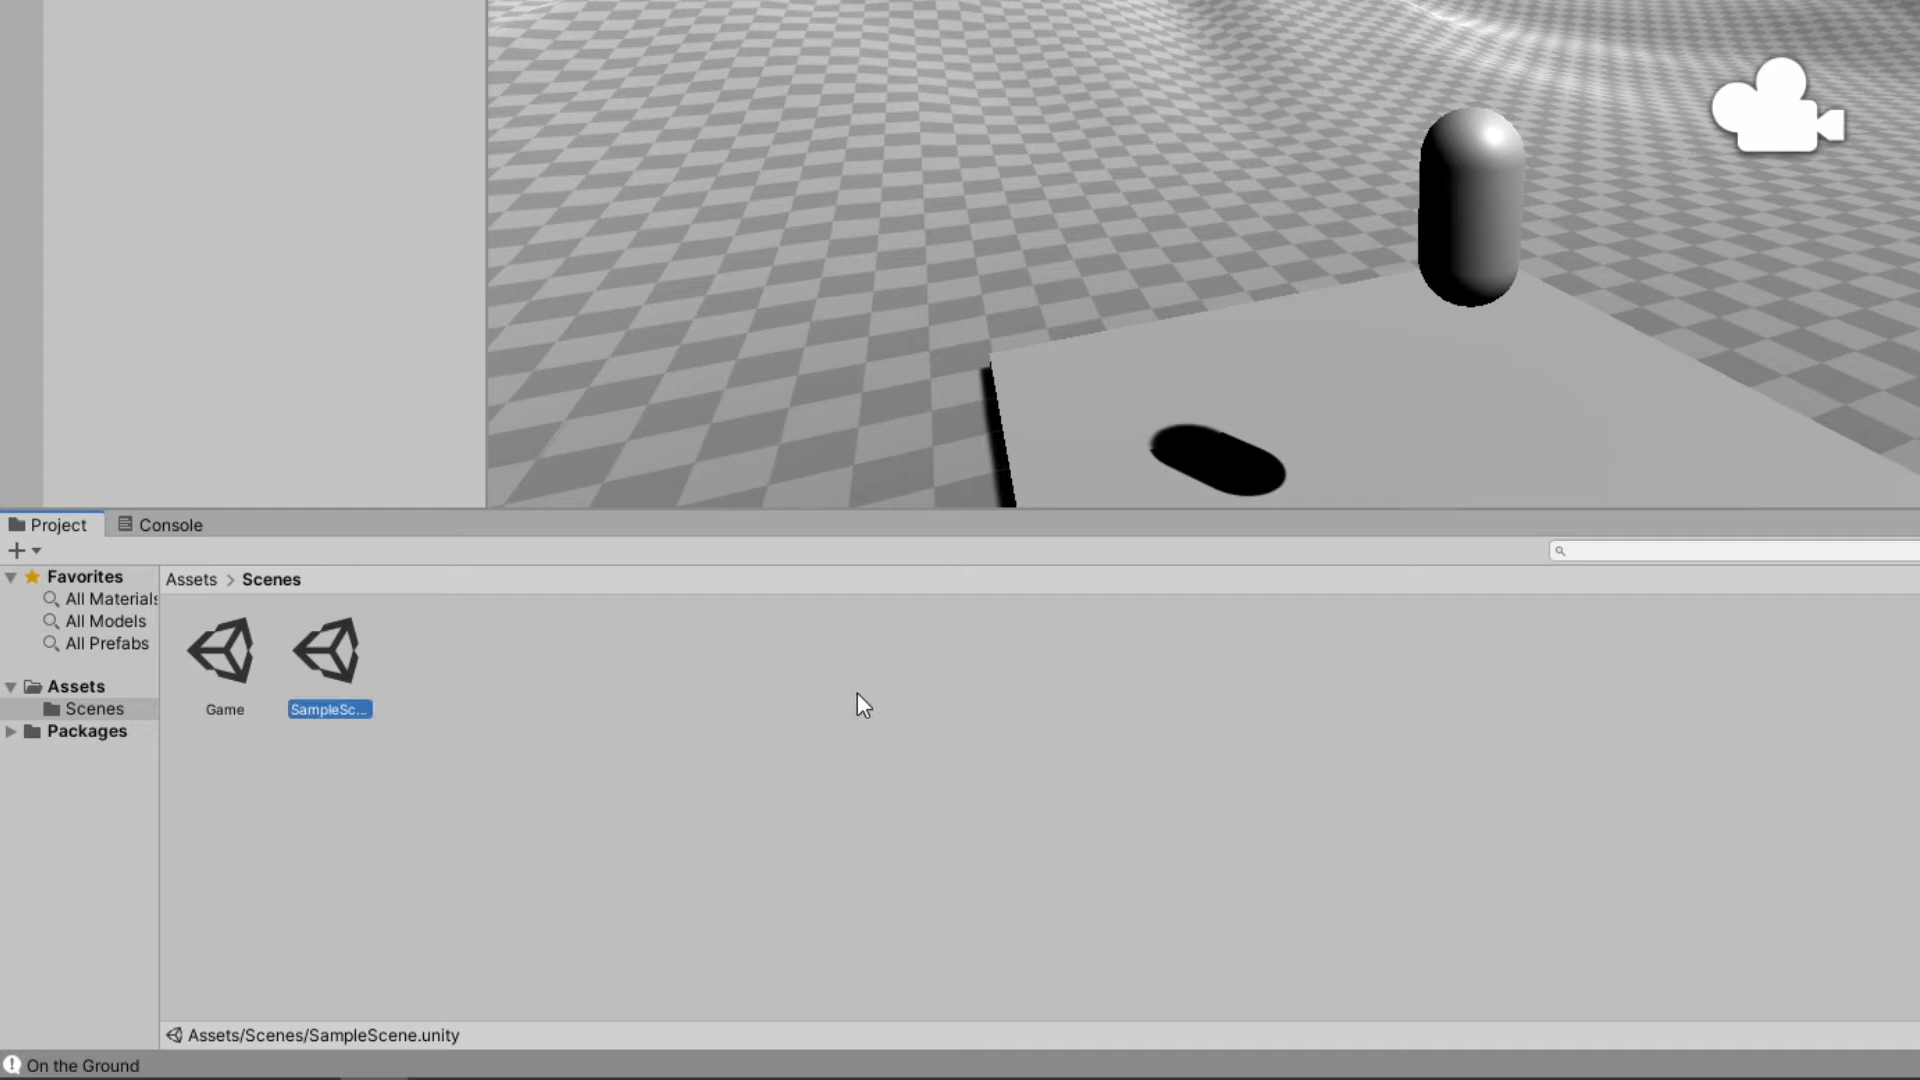 Project Console
Favorites
All Materials
All Models
All Prefabs
Assets
Scenes
Packages
Assets > Scenes
Game SampleSc...
Assets/Scenes/SampleScene.unity
On the Ground